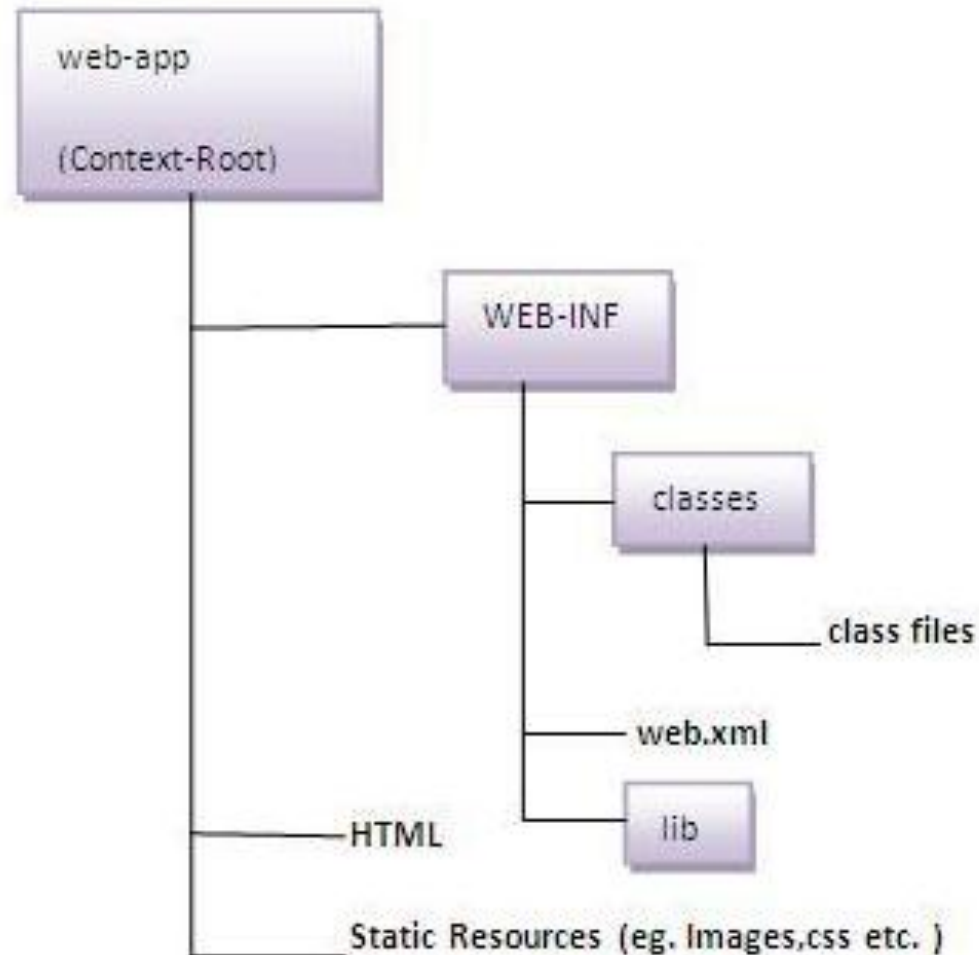 web-app
(Context-Root)
WEB-INF
classes
class files
web.xml
lib
HTML
Static Resources (eg. Images,css etc. )